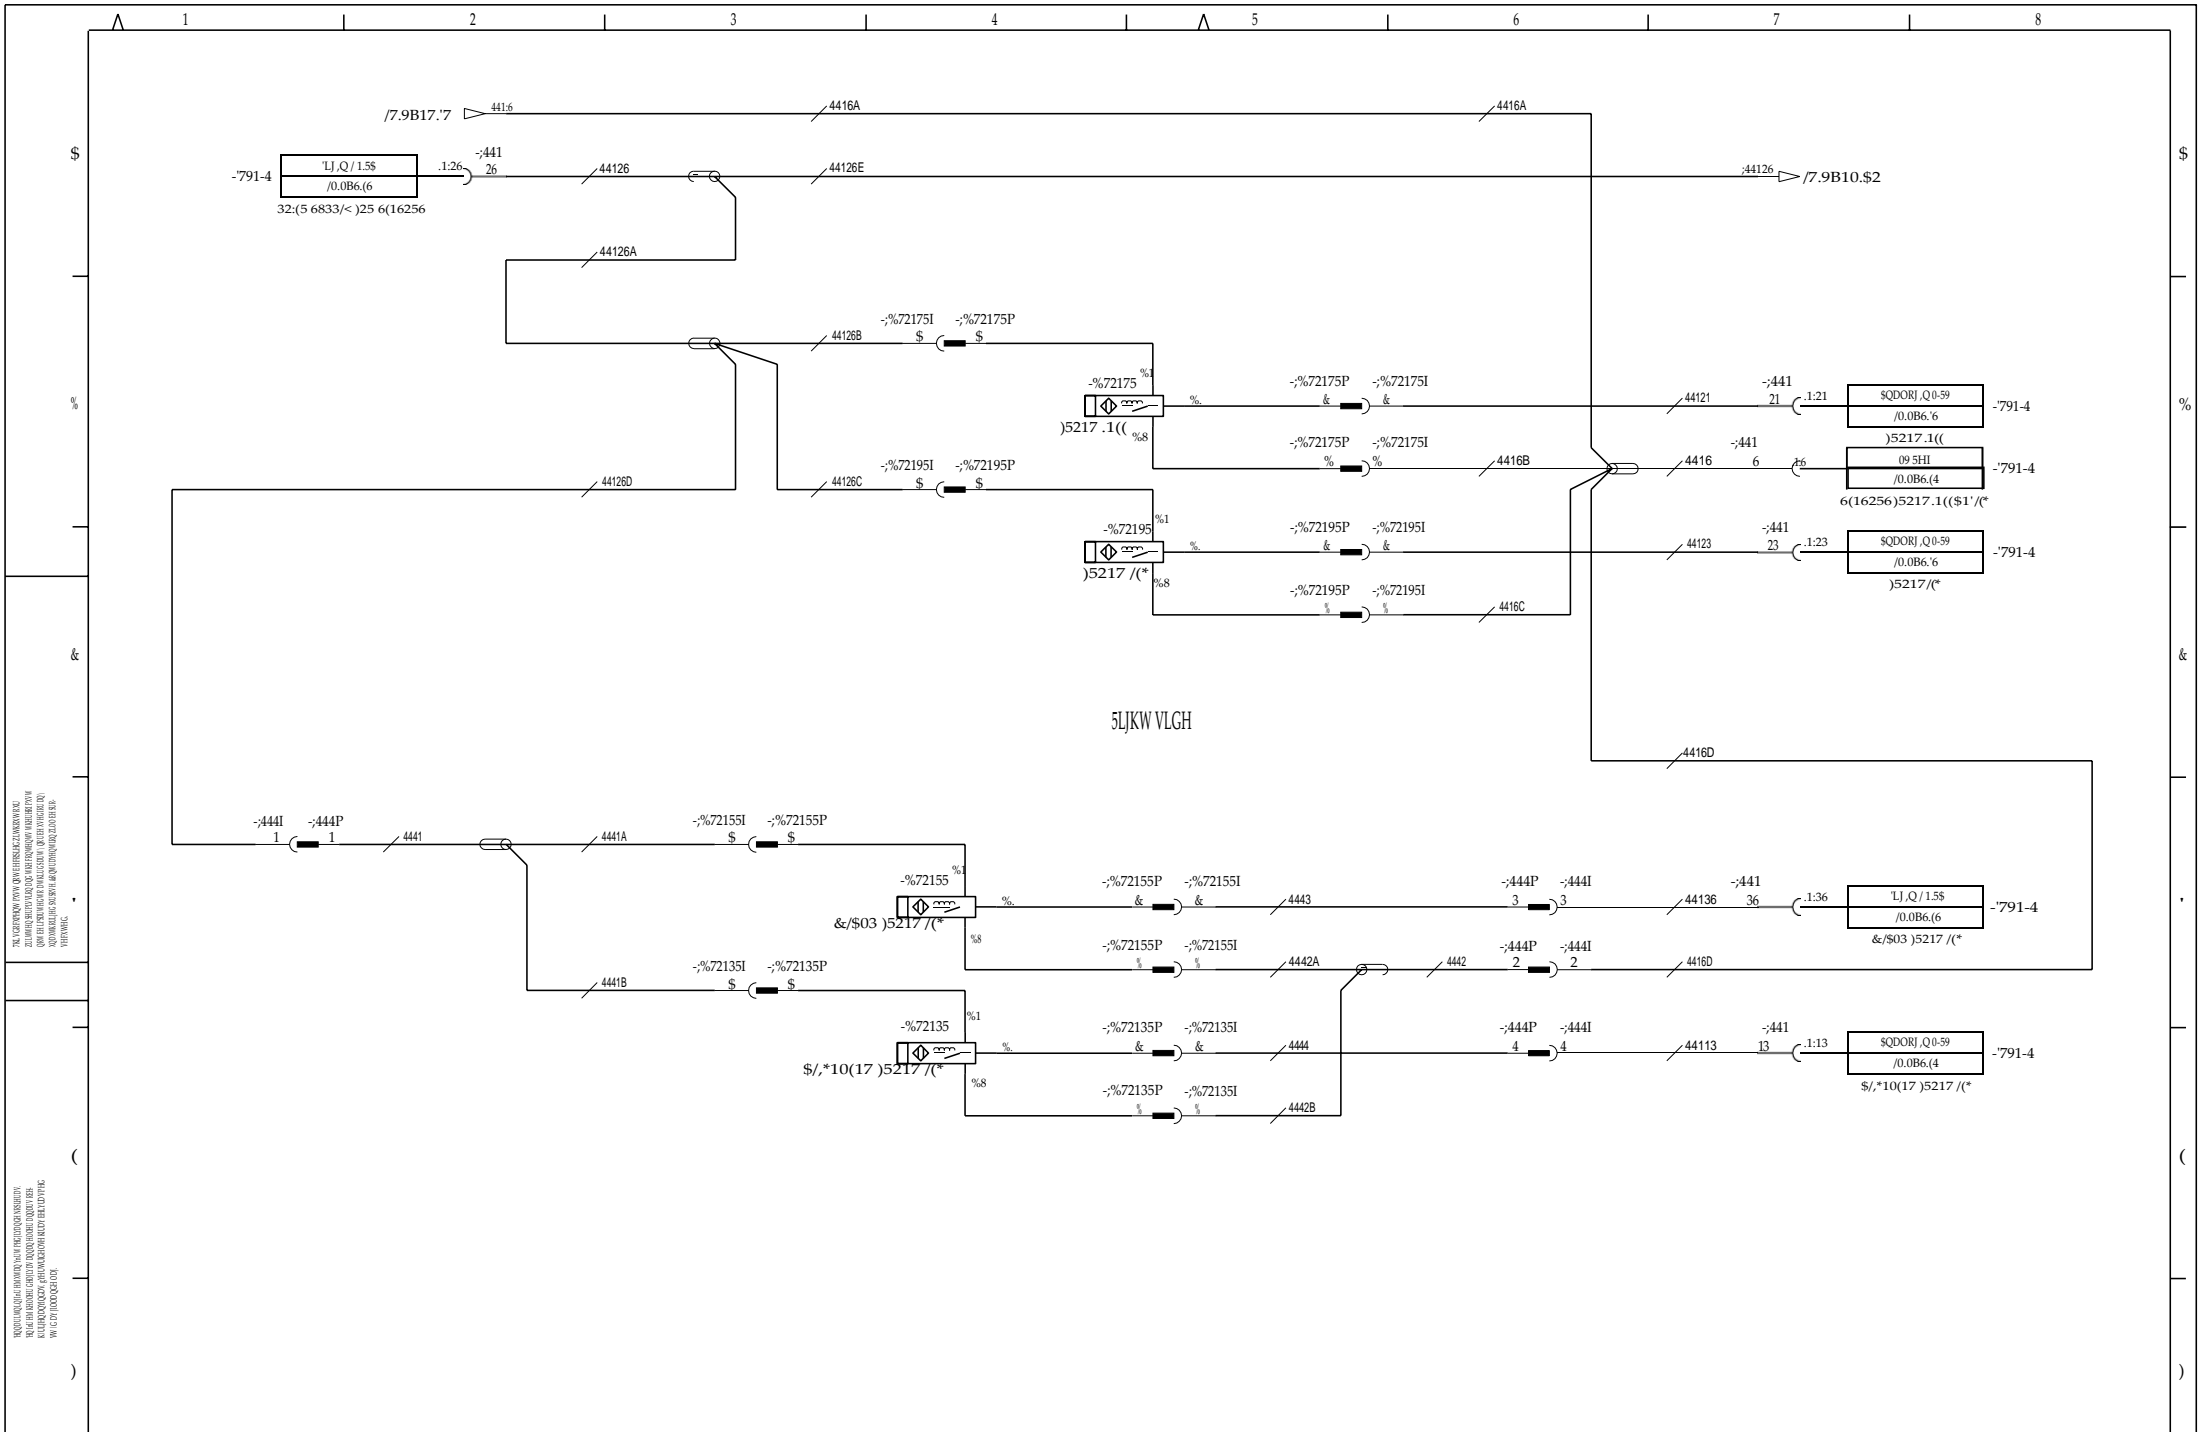 1 2 3 4 5 6 7 8
/7.9B17.'7 441:6 4416A 4416A
$ $
-'791-4 'LJ ,Q / 1.5$ .1:26 -;441
/0.0B6.(6 26 44126 44126E ;44126 /7.9B10.$2
32:(5 6833/< )25 6(16256
44126A
-;%72175I -;%72175P
44126B $ $
%1
-%72175 -;%72175P -;%72175I -;441
% %. & & 44121 21 .1:21 $QDORJ ,Q 0-59 -'791-4 %
/0.0B6.'6
)5217 .1(( )5217.1((
%8 -;%72175P -;%72175I -;441
% % 4416B 4416 6 1:6 09 5HI -'791-4
/0.0B6.(4
6(16256)5217.1(($1'/(*
-;%72195I -;%72195P
44126D 44126C $ $
%1
-%72195 -;%72195P -;%72195I -;441
%. & & 44123 23 .1:23 $QDORJ ,Q 0-59 -'791-4
/0.0B6.'6
)5217 /(* )5217/(*
%8 -;%72195P -;%72195I
% % 4416C
& &
5LJKW VLGH
4416D
-;444I -;444P -;%72155I -;%72155P
1 1 4441 4441A $ $
%1
-%72155 -;%72155P -;%72155I -;444P -;444I -;441
' %. & & 4443 3 3 44136 36 .1:36 'LJ ,Q / 1.5$ -'791-4 '
/0.0B6.(6
&/$03 )5217 /(* &/$03 )5217 /(*
%8 -;%72155P -;%72155I -;444P -;444I
% % 4442A 4442 2 2 4416D
-;%72135I -;%72135P
4441B $ $
%1
-%72135 -;%72135P -;%72135I -;444P -;444I -;441
%. & & 4444 4 4 44113 13 .1:13 $QDORJ ,Q 0-59 -'791-4
/0.0B6.(4
$/,*10(17 )5217 /(* $/,*10(17 )5217 /(*
%8 -;%72135P -;%72135I
% % 4442B
( (
) )